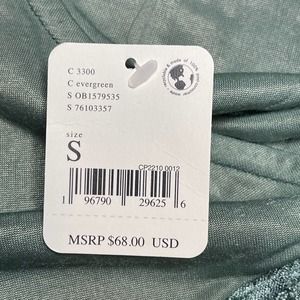 C 3300
C evergreen
S OB1579535
S 76103357
size
S
CP2210 0012
1 96790 29625 6
MSRP $68.00 USD